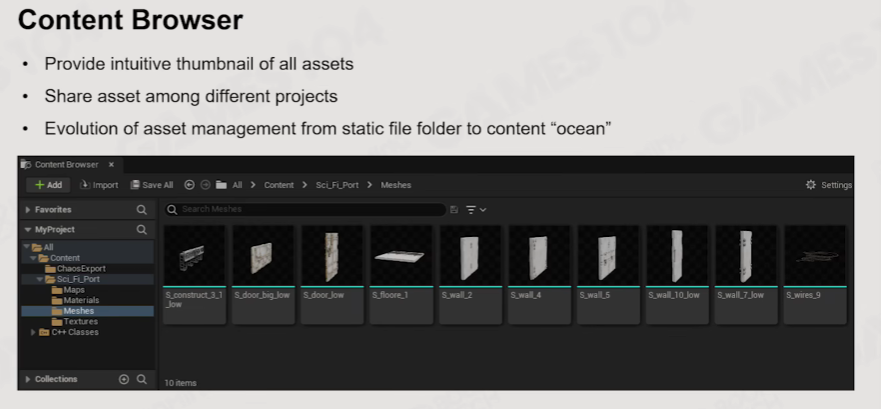 Content Browser
• Provide intuitive thumbnail of all assets
• Share asset among different projects
• Evolution of asset management from static file folder to content “ocean”
Content Browser ×
+ Add Import Save All All > Content > Sci_Fi_Port > Meshes Settings
Favorites
Search Meshes
MyProject
All
Content
ChaosExport
Sci_Fi_Port
Maps
Materials
Meshes
Textures
C++ Classes
Collections
S_construct_3_1
_low
S_door_big_low
S_door_low
S_floore_1
S_wall_2
S_wall_4
S_wall_5
S_wall_10_low
S_wall_7_low
S_wires_9
10 items
GAMES104